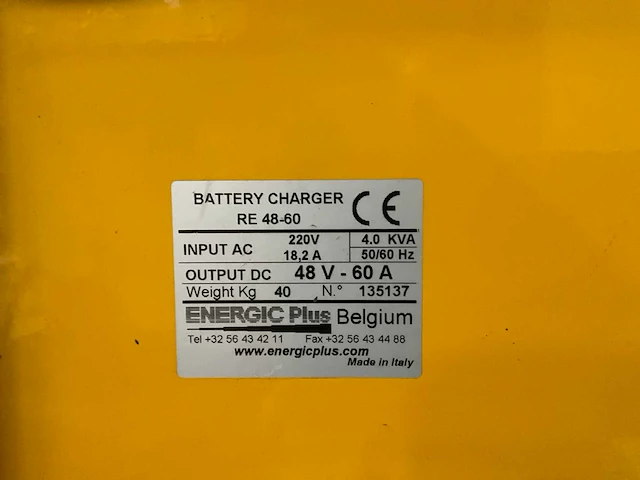 BATTERY CHARGER
RE 48-60
CE
INPUT AC 220V 4.0 KVA
18,2 A 50/60 Hz
OUTPUT DC 48 V - 60 A
Weight Kg 40 N.° 135137
ENERGIC Plus Belgium
Tel +32 56 43 42 11 Fax +32 56 43 44 88
www.energicplus.com
Made in Italy